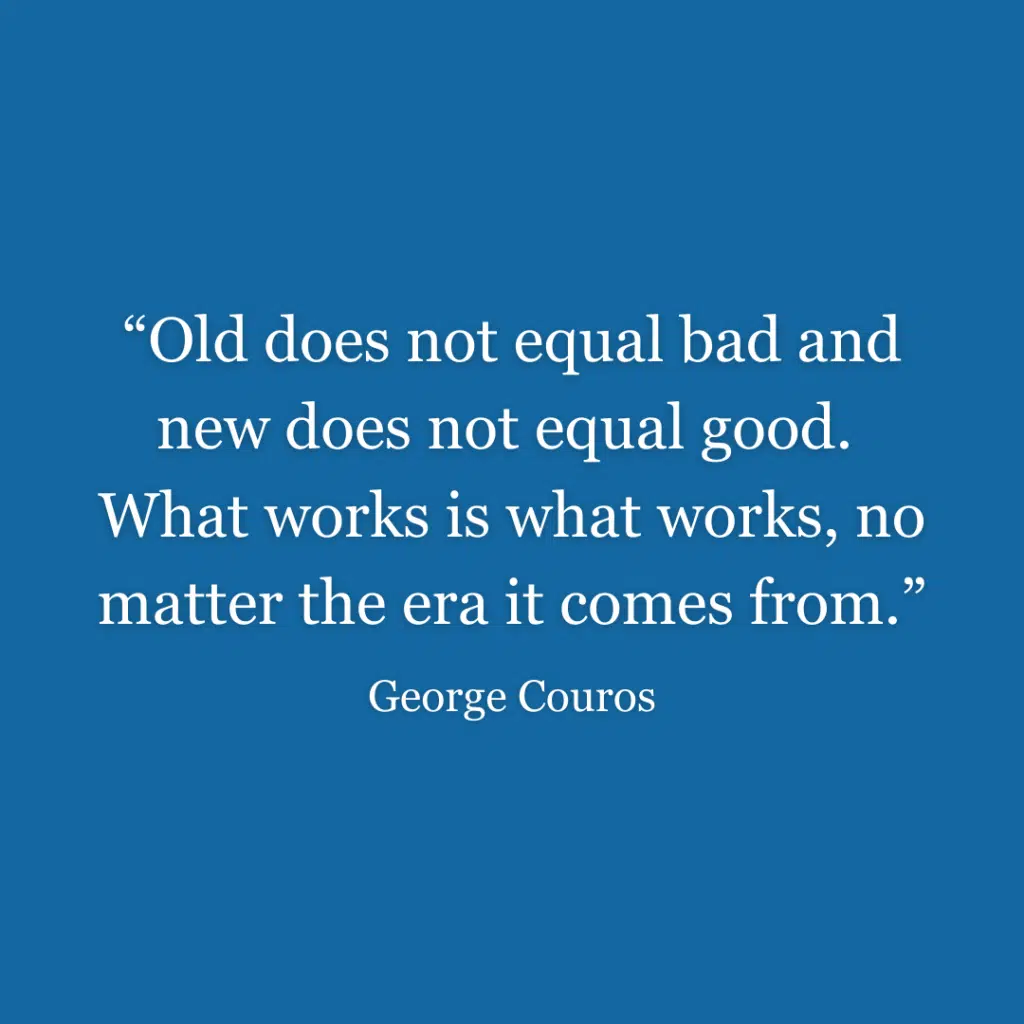 “Old does not equal bad and
new does not equal good.
What works is what works, no
matter the era it comes from.”
George Couros